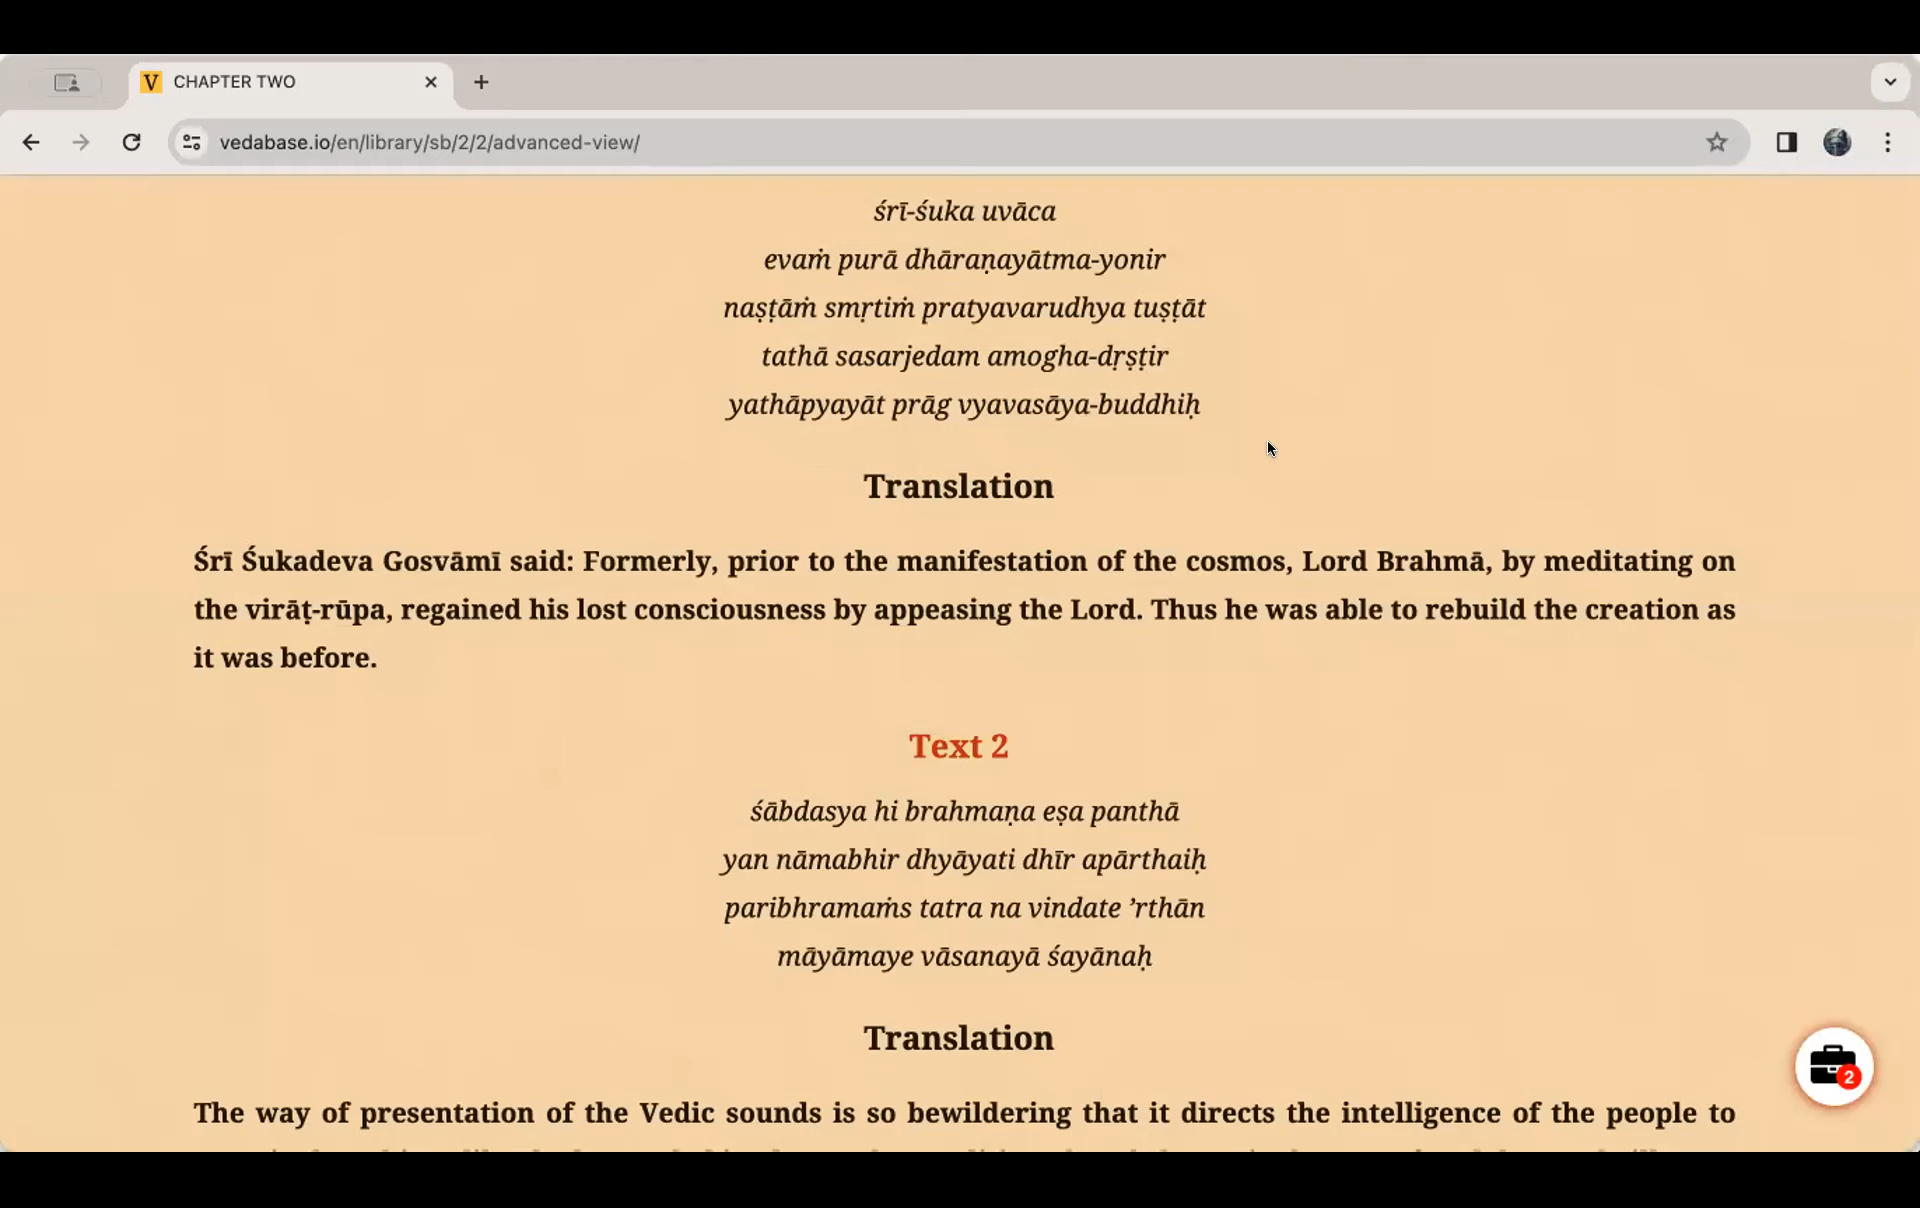 CHAPTER TWO
vedabase.io/en/library/sb/2/2/advanced-view/
śrī-śuka uvāca
evaṁ purā dhāraṇayātma-yonir
naṣṭāṁ smṛtiṁ pratyavarudhya tuṣṭāt
tathā sasarjedam amogha-dṛṣṭir
yathāpyayāt prāg vyavasāya-buddhiḥ
Translation
Śrī Śukadeva Gosvāmī said: Formerly, prior to the manifestation of the cosmos, Lord Brahmā, by meditating on
the virāṭ-rūpa, regained his lost consciousness by appeasing the Lord. Thus he was able to rebuild the creation as
it was before.
Text 2
śābdasya hi brahmaṇa eṣa panthā
yan nāmabhir dhyāyati dhīr apārthaiḥ
paribhramaṁs tatra na vindate ’rthān
māyāmaye vāsanayā śayānaḥ
Translation
2
The way of presentation of the Vedic sounds is so bewildering that it directs the intelligence of the people to